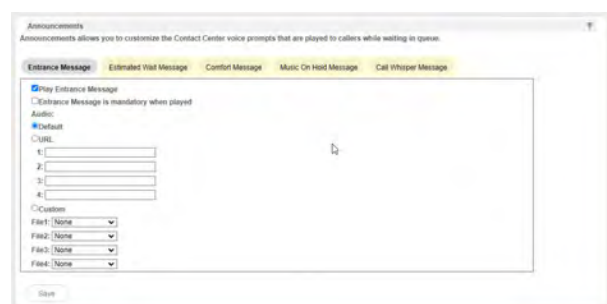 Announcements
Announcements allows you to customize the Contact Center voice prompts that are played to callers while waiting in queue.
Entrance Message Estimated Wait Message Comfort Message Music On Hold Message Call Whisper Message
Play Entrance Message
Entrance Message is mandatory when played
Audio:
Default
URL
1:
2:
3:
4:
Custom
File1: None
File2: None
File3: None
File4: None
Save